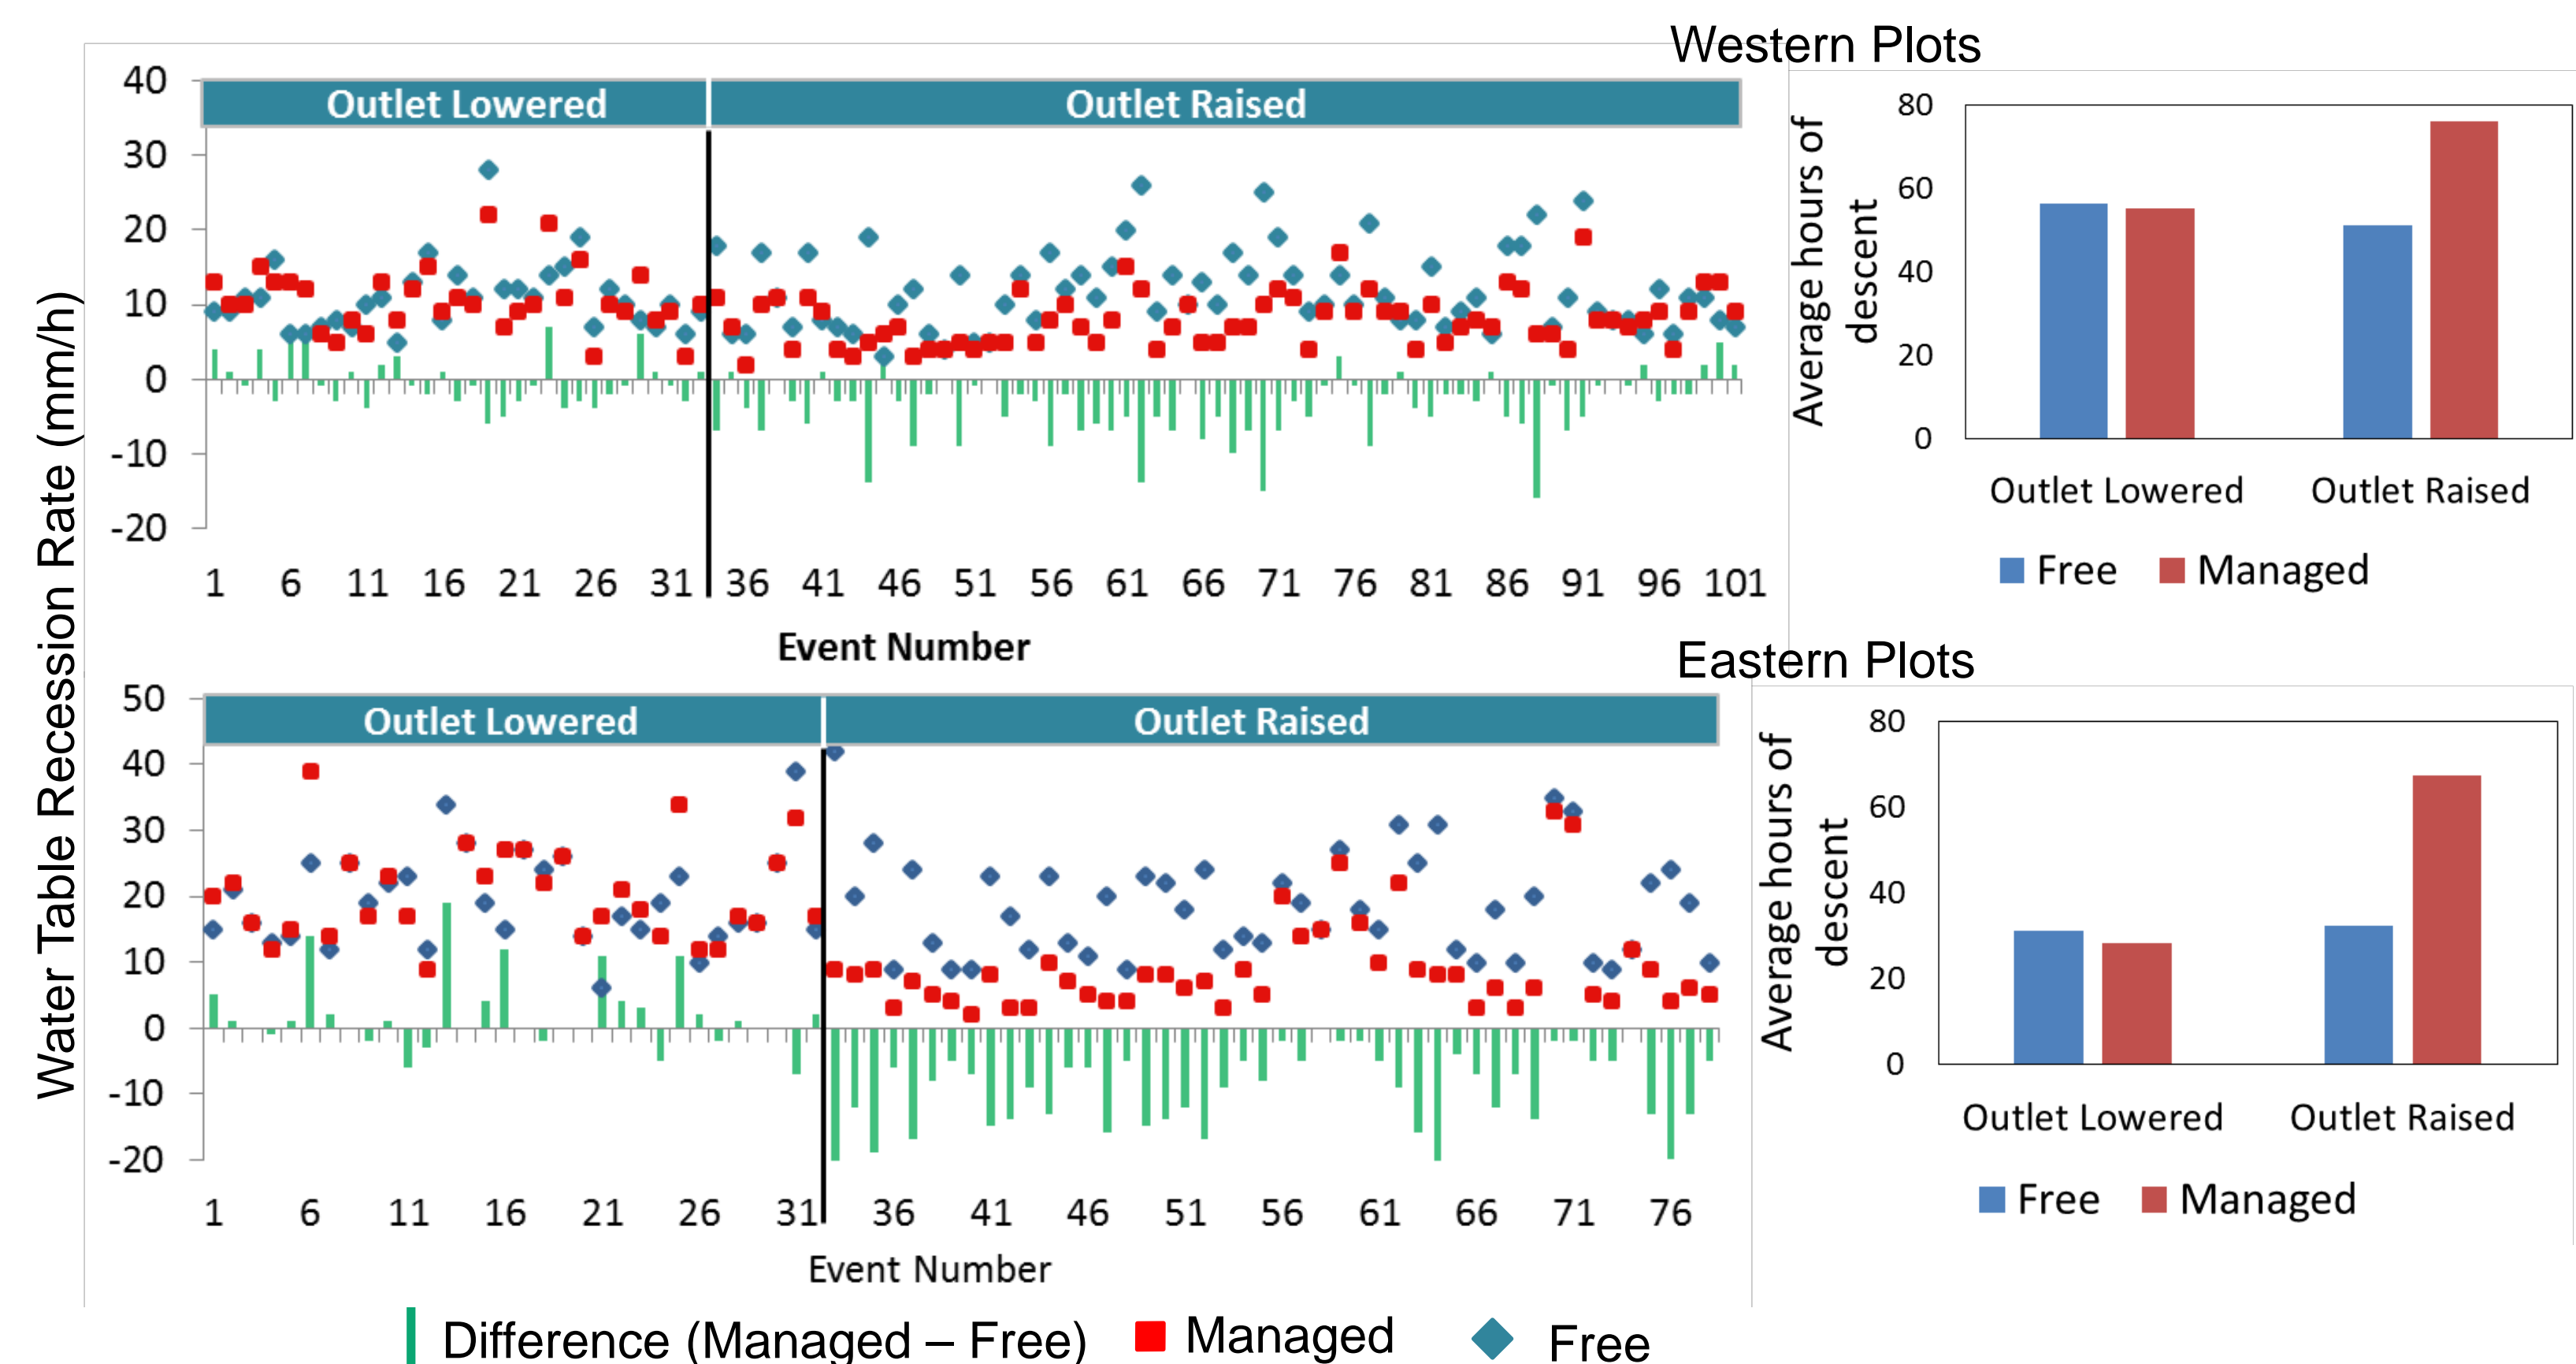 Western Plots
Water Table Recession Rate (mm/h)
40
30
20
10
0
-10
-20
Outlet Lowered
Outlet Raised
1 6 11 16 21 26 31 36 41 46 51 56 61 66 71 76 81 86 91 96 101
Event Number
Average hours of
descent
80
60
40
20
0
Outlet Lowered Outlet Raised
Free Managed
Eastern Plots
50
40
30
20
10
0
-10
-20
Outlet Lowered
Outlet Raised
1 6 11 16 21 26 31 36 41 46 51 56 61 66 71 76
Event Number
Average hours of
descent
80
60
40
20
0
Outlet Lowered Outlet Raised
Free Managed
Difference (Managed – Free) Managed Free